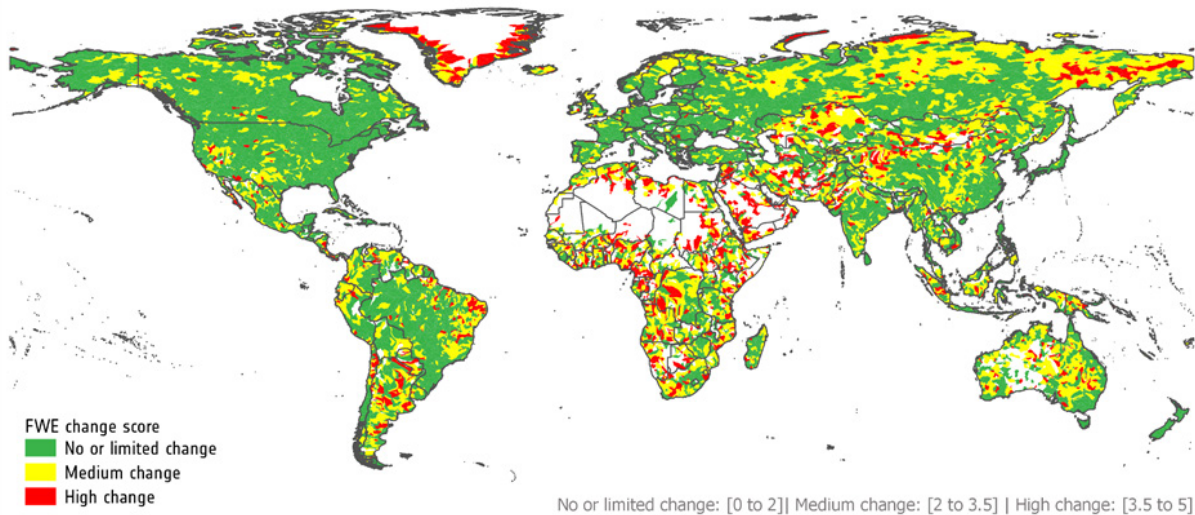 FWE change score
No or limited change
Medium change
High change
No or limited change: [0 to 2]| Medium change: [2 to 3.5] | High change: [3.5 to 5]